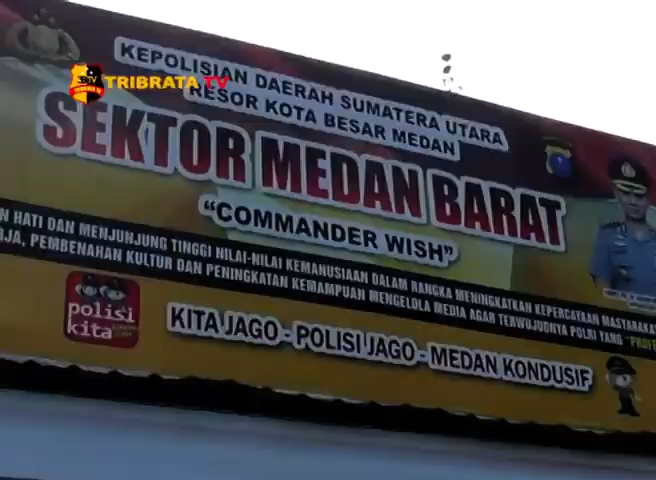 TRIBRATA TV
KEPOLISIAN DAERAH SUMATERA UTARA
RESOR KOTA BESAR MEDAN
SEKTOR MEDAN BARAT
"COMMANDER WISH"
N HATI DAN MENJUNJUNG TINGGI NILAI-NILAI KEMANUSIAAN DALAM RANGKA MENINGKATKAN KEPERCAYAAN MASYARAKA
RJA, PEMBENAHAN KULTUR DAN PENINGKATAN KEMAMPUAN MENGELOLA MEDIA AGAR TERWUJUDNYA POLRI YANG
polisi
kita
KITA JAGO - POLISI JAGO - MEDAN KONDUSIF